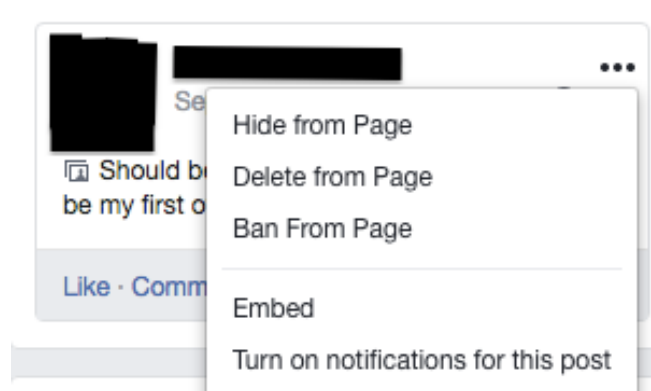 Se
Hide from Page
Should b
Delete from Page
be my first o
Ban From Page
Like · Comm
Embed
Turn on notifications for this post